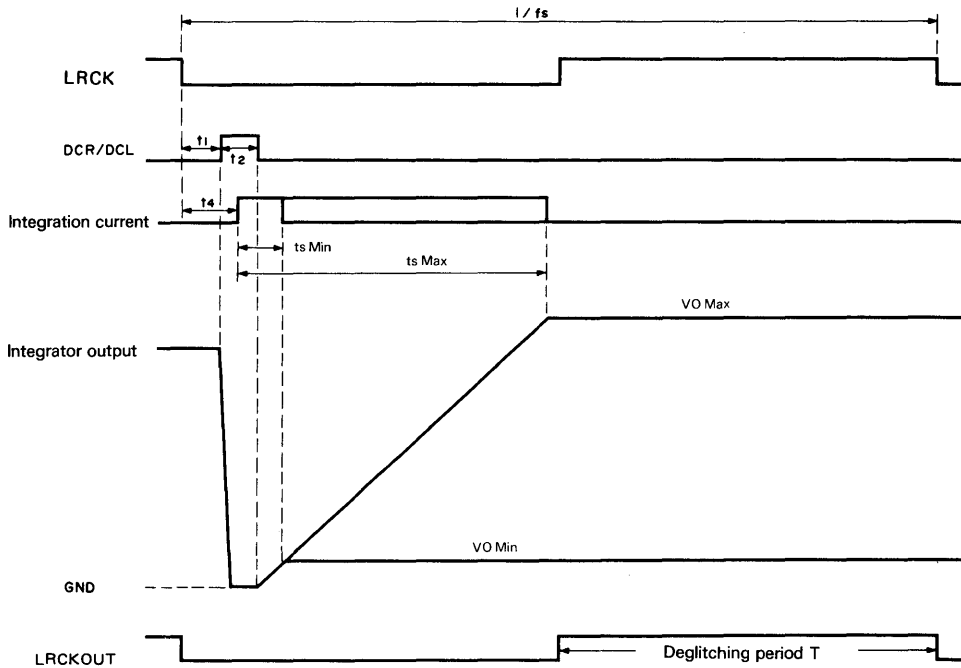 1/fs
LRCK
t1
DCR/DCL
t2
t4
Integration current
ts Min
ts Max
VO Max
Integrator output
VO Min
GND
LRCKOUT
Deglitching period T